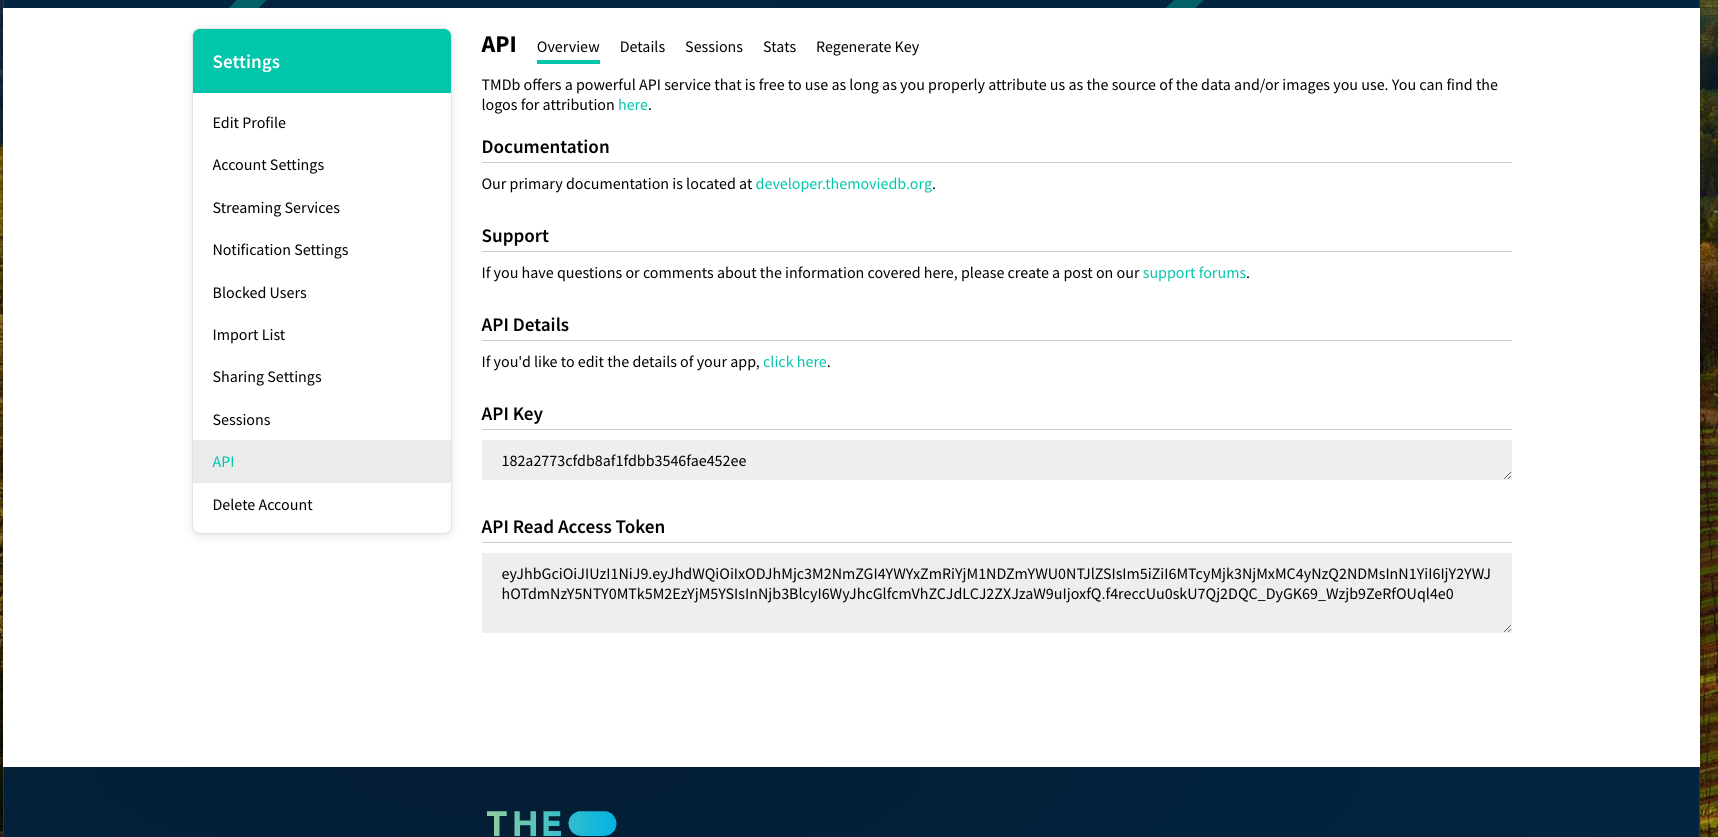 Settings
Edit Profile
Account Settings
Streaming Services
Notification Settings
Blocked Users
Import List
Sharing Settings
Sessions
API
Delete Account
API Overview Details Sessions Stats Regenerate Key
TMDb offers a powerful API service that is free to use as long as you properly attribute us as the source of the data and/or images you use. You can find the
logos for attribution here.
Documentation
Our primary documentation is located at developer.themoviedb.org.
Support
If you have questions or comments about the information covered here, please create a post on our support forums.
API Details
If you'd like to edit the details of your app, click here.
API Key
182a2773cfdb8af1fdbb3546fae452ee
API Read Access Token
eyJhbGciOiJIUzI1NiJ9.eyJhdWQiOiIxODJhMjc3M2NmZGI4YWYxZmRiYjM1NDZmYWU0NTJlZSIsIm5iZiI6MTcyMjk3NjMxMC4yNzQ2NDMsInN1YiI6IjY2YWJ
hOTdmNzY5NTY0MTk5M2EzYjM5YSIsInNjb3BlcyI6WyJhcGlfcmVhZCJdLCJ2ZXJzaW9uIjoxfQ.f4reccUu0skU7Qj2DQC_DyGK69_Wzjb9ZeRfOUql4e0
THE